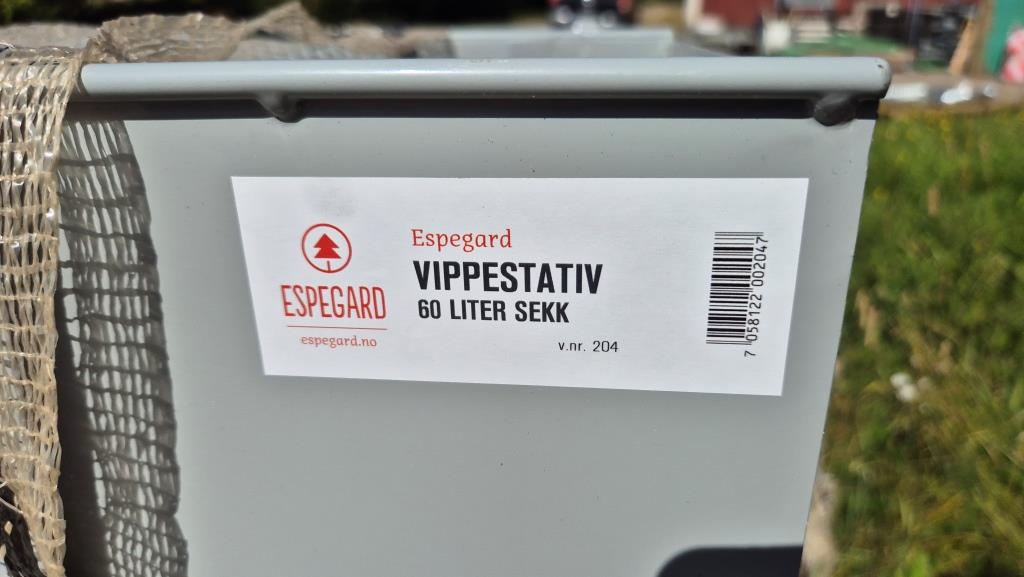 ESPEGARD
espegard.no
Espegard
VIPPESTATIV
60 LITER SEKK
v.nr. 204
7 058122 002047